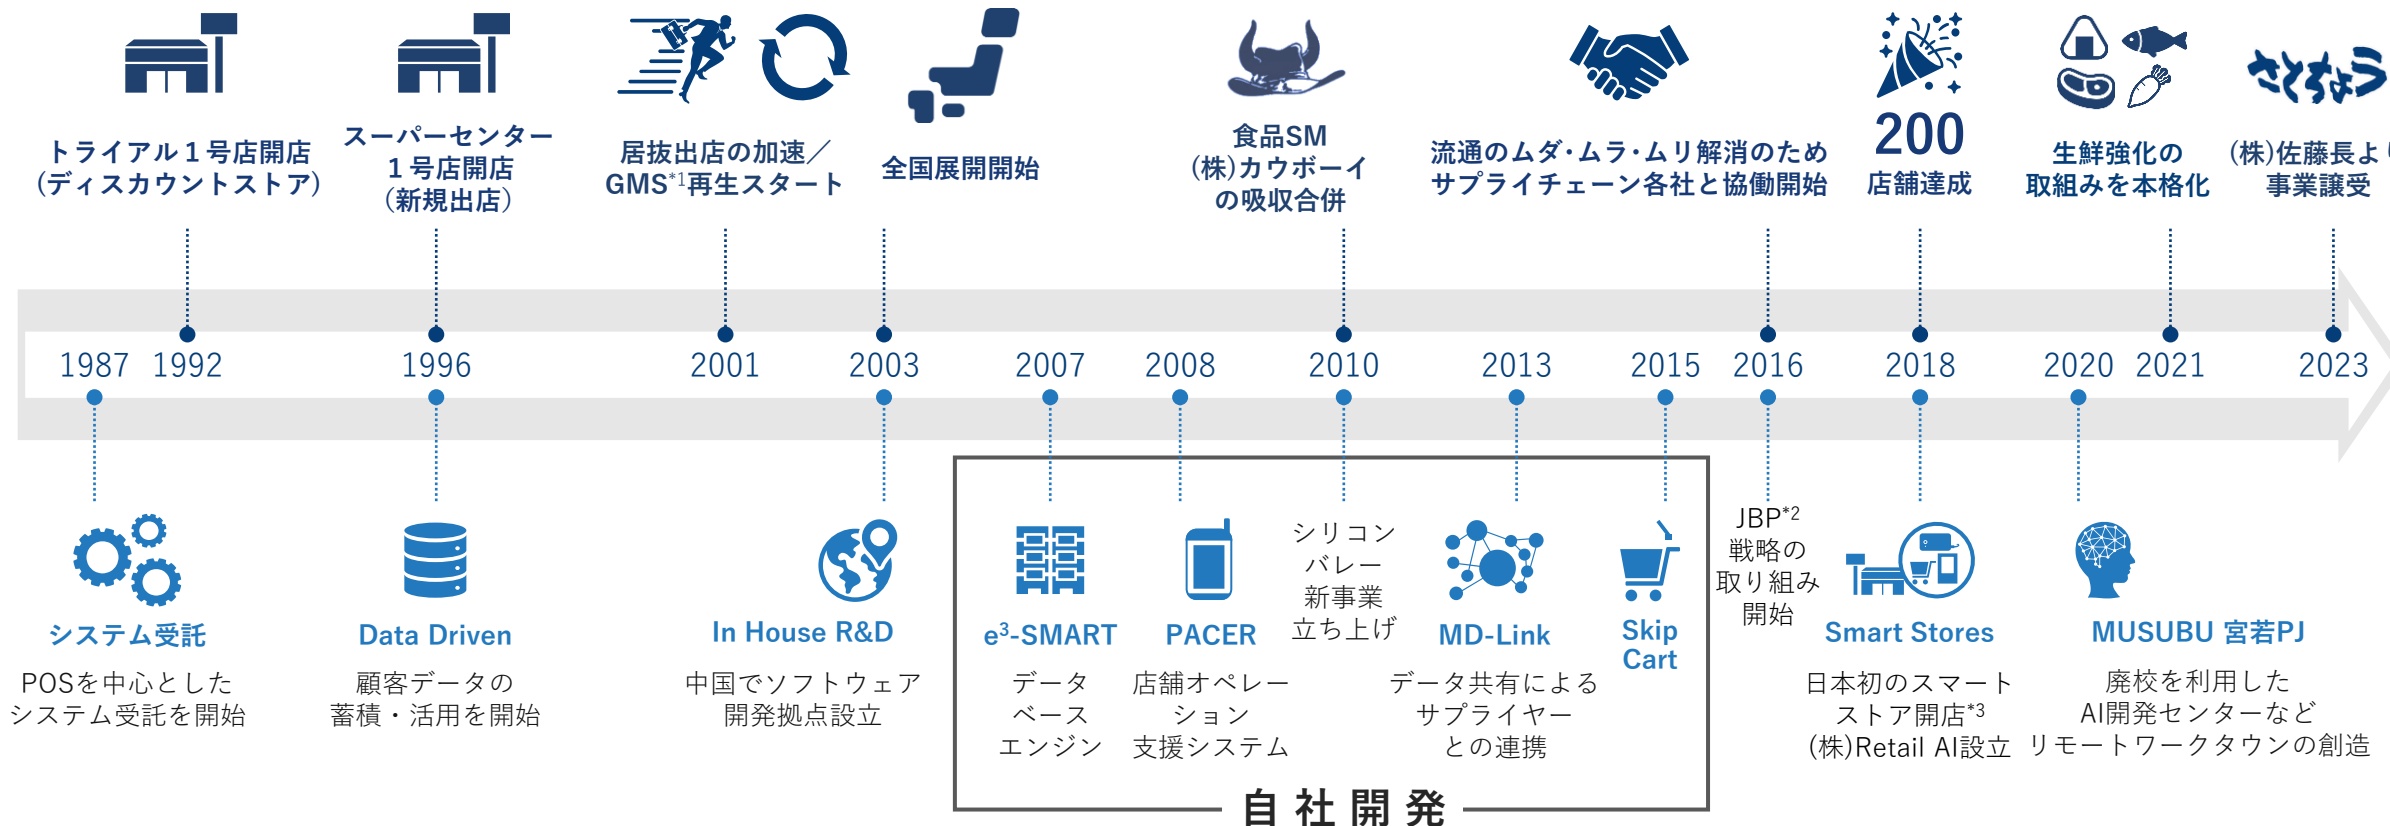 トライアル１号店開店
(ディスカウントストア)
スーパーセンター
１号店開店
（新規出店）
居抜出店の加速／
GMS*1再生スタート
全国展開開始
食品SM
(株)カウボーイ
の吸収合併
流通のムダ･ムラ･ムリ解消のため
サプライチェーン各社と協働開始
200
店舗達成
生鮮強化の
取組みを本格化
さとちょう
(株)佐藤長より
事業譲受
1987
1992
1996
2001
2003
2007
2008
2010
2013
2015
2016
2018
2020
2021
2023
システム受託
POSを中心とした
システム受託を開始
Data Driven
顧客データの
蓄積・活用を開始
In House R&D
中国でソフトウェア
開発拠点設立
e³-SMART
データ
ベース
エンジン
PACER
店舗オペレー
ション
支援システム
シリコン
バレー
新事業
立ち上げ
MD-Link
データ共有による
サプライヤー
との連携
Skip
Cart
JBP*2
戦略の
取り組み
開始
Smart Stores
日本初のスマート
ストア開店*3
(株)Retail AI設立
MUSUBU 宮若PJ
廃校を利用した
AI開発センターなど
リモートワークタウンの創造
自社開発